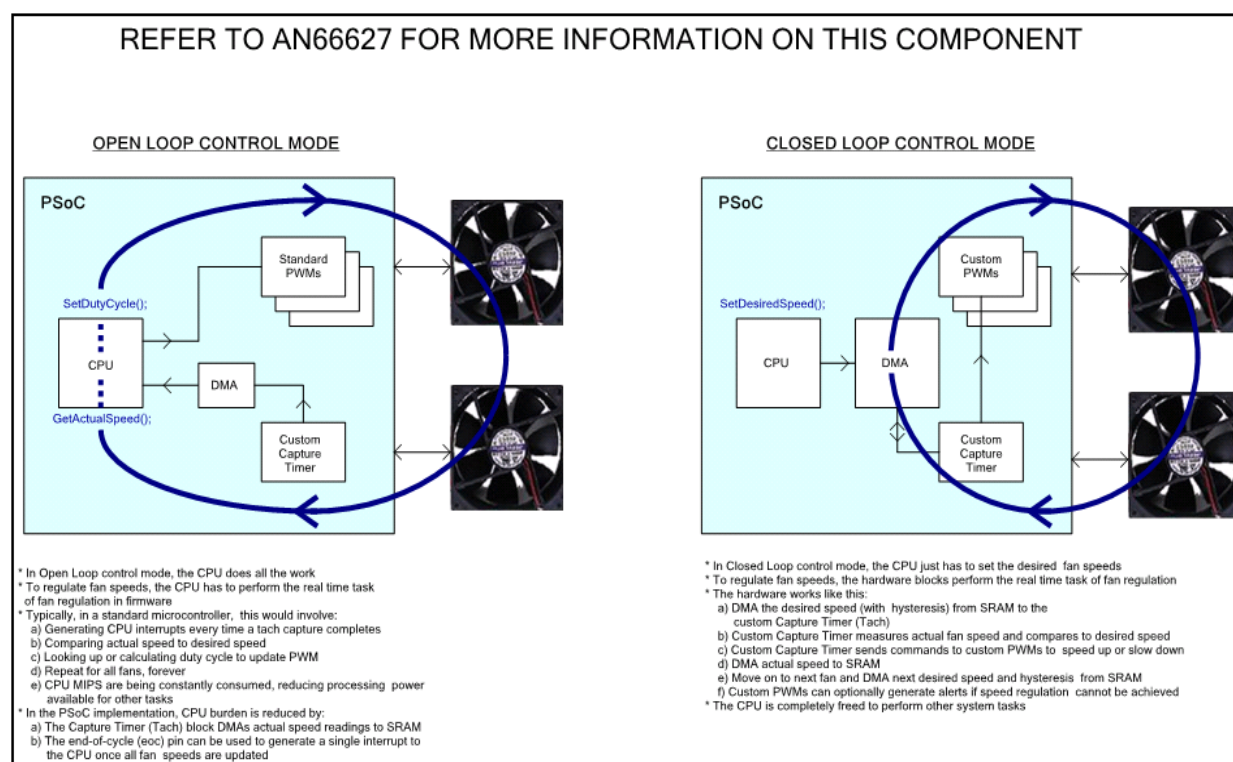 REFER TO AN66627 FOR MORE INFORMATION ON THIS COMPONENT
OPEN LOOP CONTROL MODE
PSoC
Standard
PWMs
SetDutyCycle();
CPU
DMA
GetActualSpeed();
Custom
Capture
Timer
* In Open Loop control mode, the CPU does all the work
* To regulate fan speeds, the CPU has to perform the real time task
of fan regulation in firmware
* Typically, in a standard microcontroller, this would involve:
a) Generating CPU interrupts every time a tach capture completes
b) Comparing actual speed to desired speed
c) Looking up or calculating duty cycle to update PWM
d) Repeat for all fans, forever
e) CPU MIPS are being constantly consumed, reducing processing power
available for other tasks
* In the PSoC implementation, CPU burden is reduced by:
a) The Capture Timer (Tach) block DMAs actual speed readings to SRAM
b) The end-of-cycle (eoc) pin can be used to generate a single interrupt to
the CPU once all fan speeds are updated
CLOSED LOOP CONTROL MODE
PSoC
Custom
PWMs
SetDesiredSpeed();
CPU
DMA
Custom
Capture
Timer
* In Closed Loop control mode, the CPU just has to set the desired fan speeds
* To regulate fan speeds, the hardware blocks perform the real time task of fan regulation
* The hardware works like this:
a) DMA the desired speed (with hysteresis) from SRAM to the
custom Capture Timer (Tach)
b) Custom Capture Timer measures actual fan speed and compares to desired speed
c) Custom Capture Timer sends commands to custom PWMs to speed up or slow down
d) DMA actual speed to SRAM
e) Move on to next fan and DMA next desired speed and hysteresis from SRAM
f) Custom PWMs can optionally generate alerts if speed regulation cannot be achieved
* The CPU is completely freed to perform other system tasks